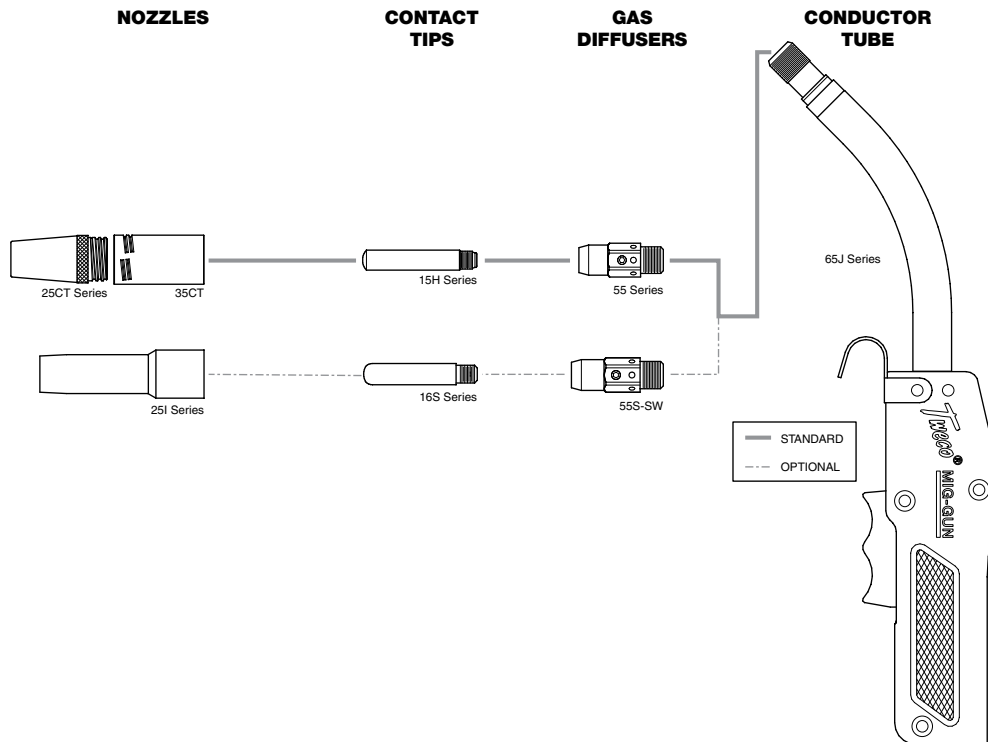 NOZZLES
CONTACT
TIPS
GAS
DIFFUSERS
CONDUCTOR
TUBE
25CT Series
35CT
15H Series
55 Series
65J Series
25I Series
16S Series
55S-SW
STANDARD
OPTIONAL
Tweco®
MIG-GUN